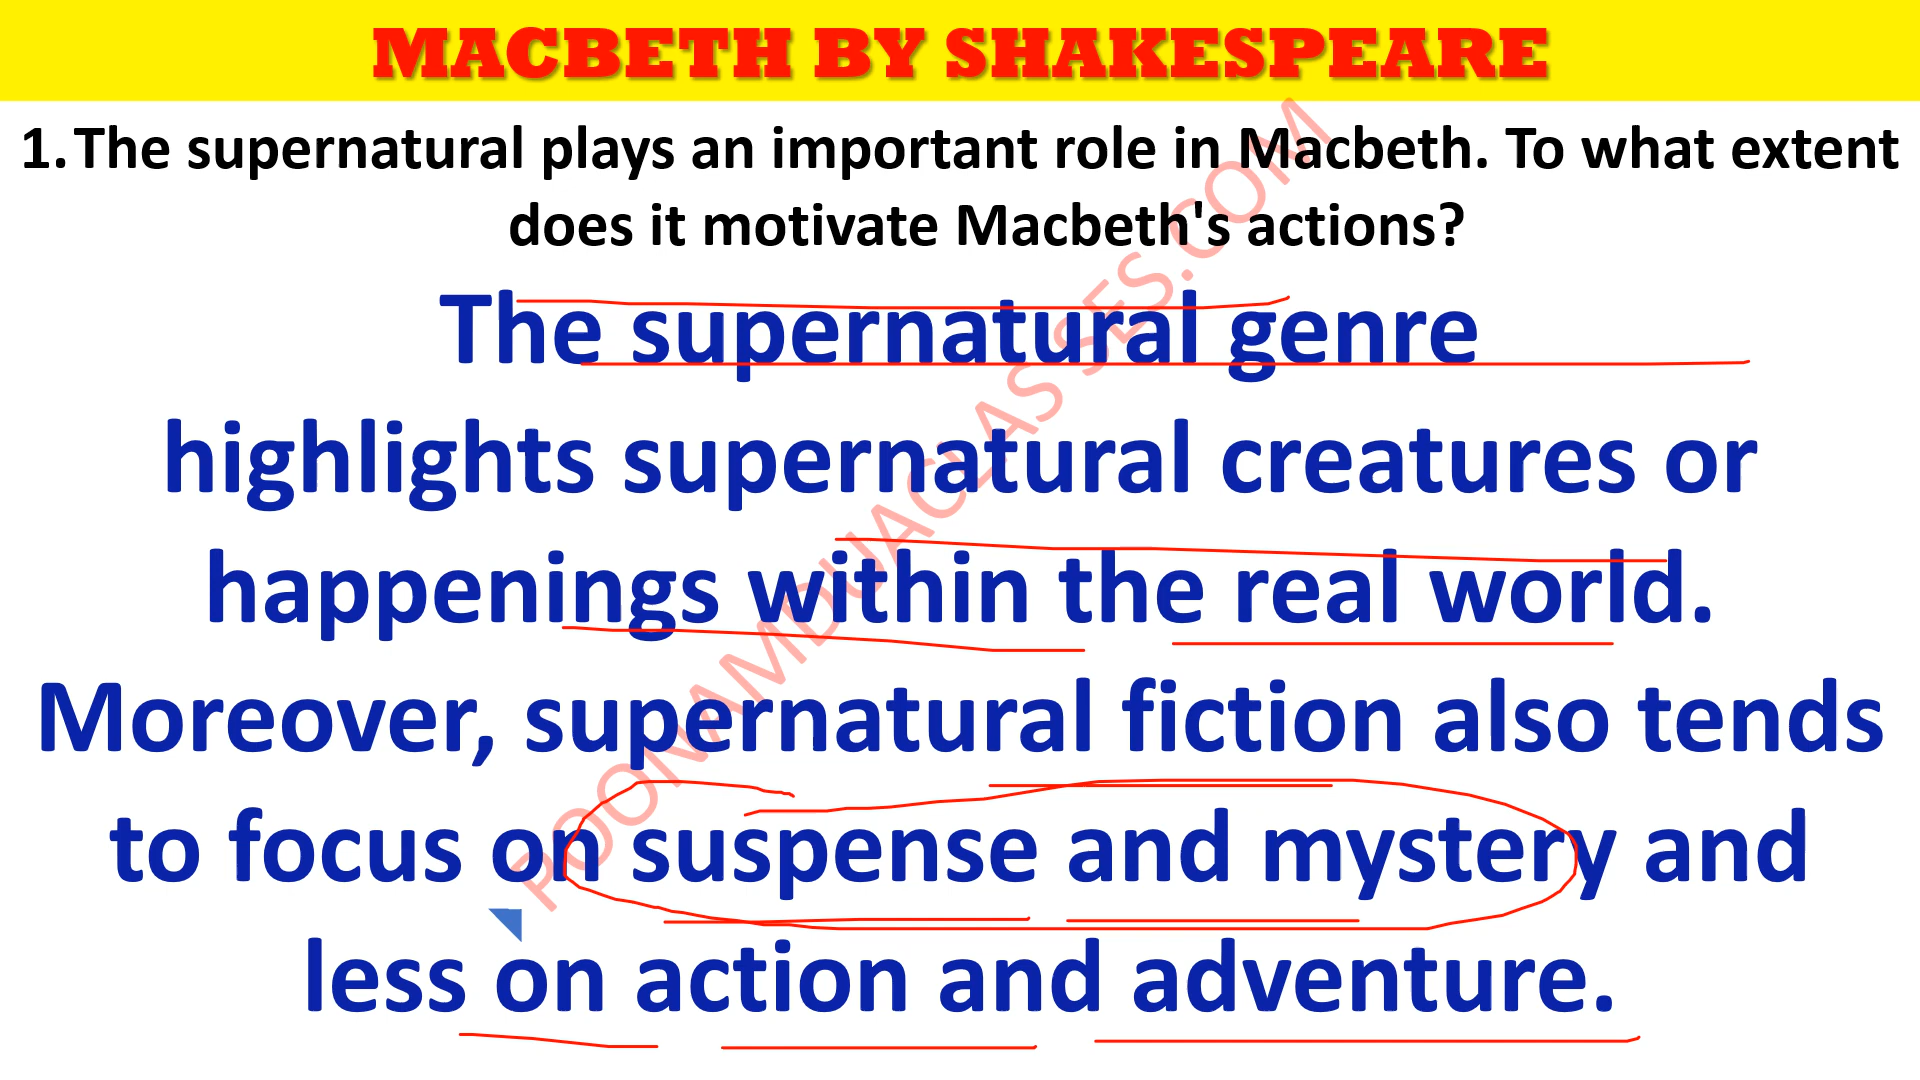 MACBETH BY SHAKESPEARE
1. The supernatural plays an important role in Macbeth. To what extent
does it motivate Macbeth's actions?
The supernatural genre
highlights supernatural creatures or
happenings within the real world.
Moreover, supernatural fiction also tends
to focus on suspense and mystery and
less on action and adventure.
ROONAMDUACLASSES.COM